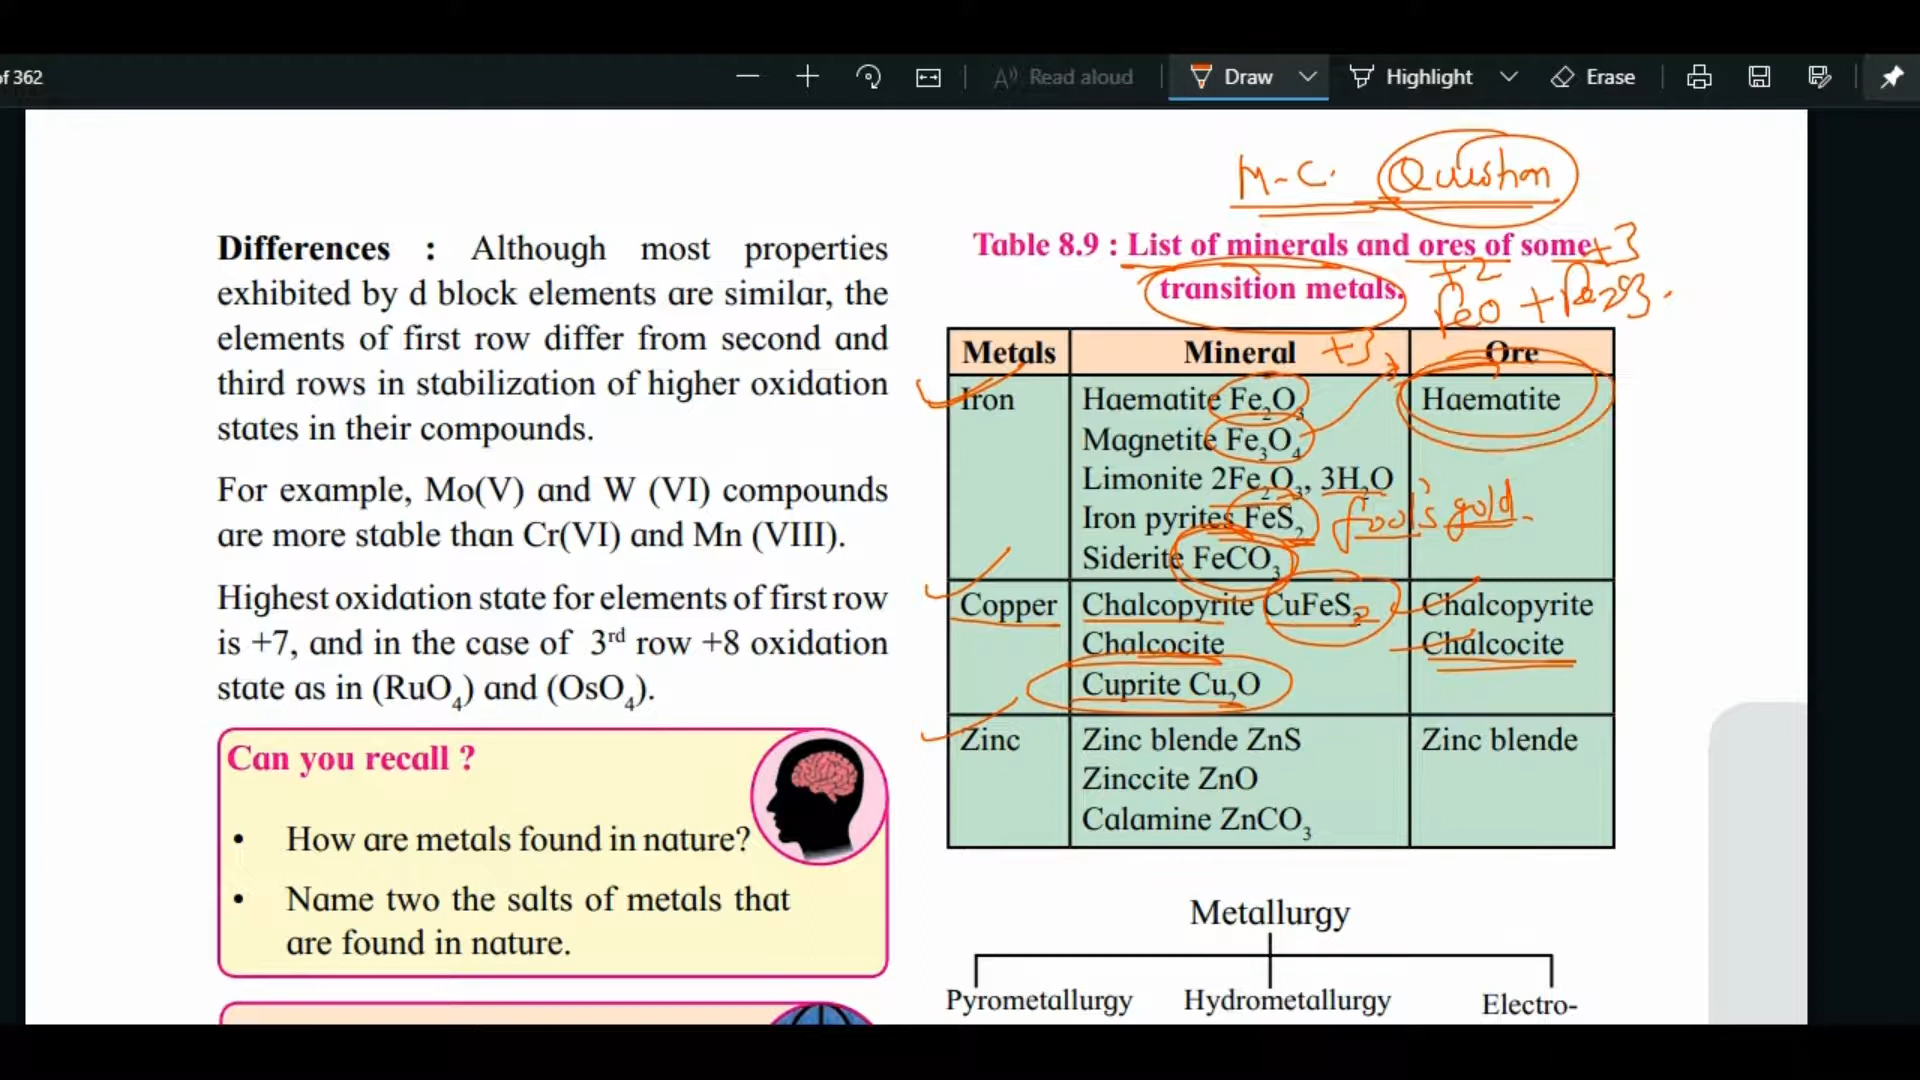 of 362
Read aloud
Draw
Highlight
Erase
M-C. Question
Differences : Although most properties
exhibited by d block elements are similar, the
elements of first row differ from second and
third rows in stabilization of higher oxidation
states in their compounds.
For example, Mo(V) and W (VI) compounds
are more stable than Cr(VI) and Mn (VIII).
Highest oxidation state for elements of first row
is +7, and in the case of 3rd row +8 oxidation
state as in (RuO4) and (OsO4).
Can you recall ?
• How are metals found in nature?
• Name two the salts of metals that
are found in nature.
Table 8.9 : List of minerals and ores of some
transition metals.
+2 +3
FeO + Fe2O3.
Metals Mineral +3 Ore
Iron Haematite Fe2O3 Haematite
Magnetite Fe3O4
Limonite 2Fe2O3, 3H2O
Iron pyrites FeS2 fool's gold.
Siderite FeCO3
Copper Chalcopyrite CuFeS2 Chalcopyrite
Chalcocite Chalcocite
Cuprite Cu2O
Zinc Zinc blende ZnS Zinc blende
Zinccite ZnO
Calamine ZnCO3
Metallurgy
Pyrometallurgy Hydrometallurgy Electro-